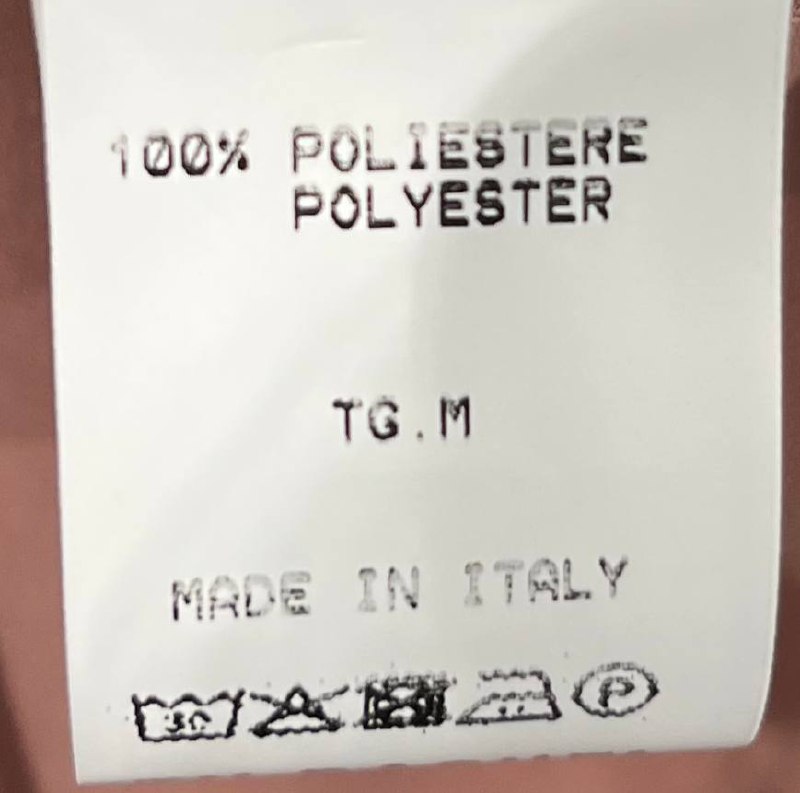 100% POLIESTERE
POLYESTER
TG.M
MADE IN ITALY
30 P